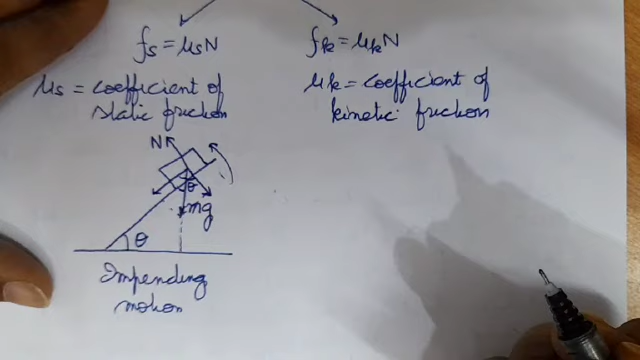 fs = μsN
fk = μkN
μs = coefficient of
static friction
μk = coefficient of
kinetic friction
N
θ
mg
θ
Impending
motion